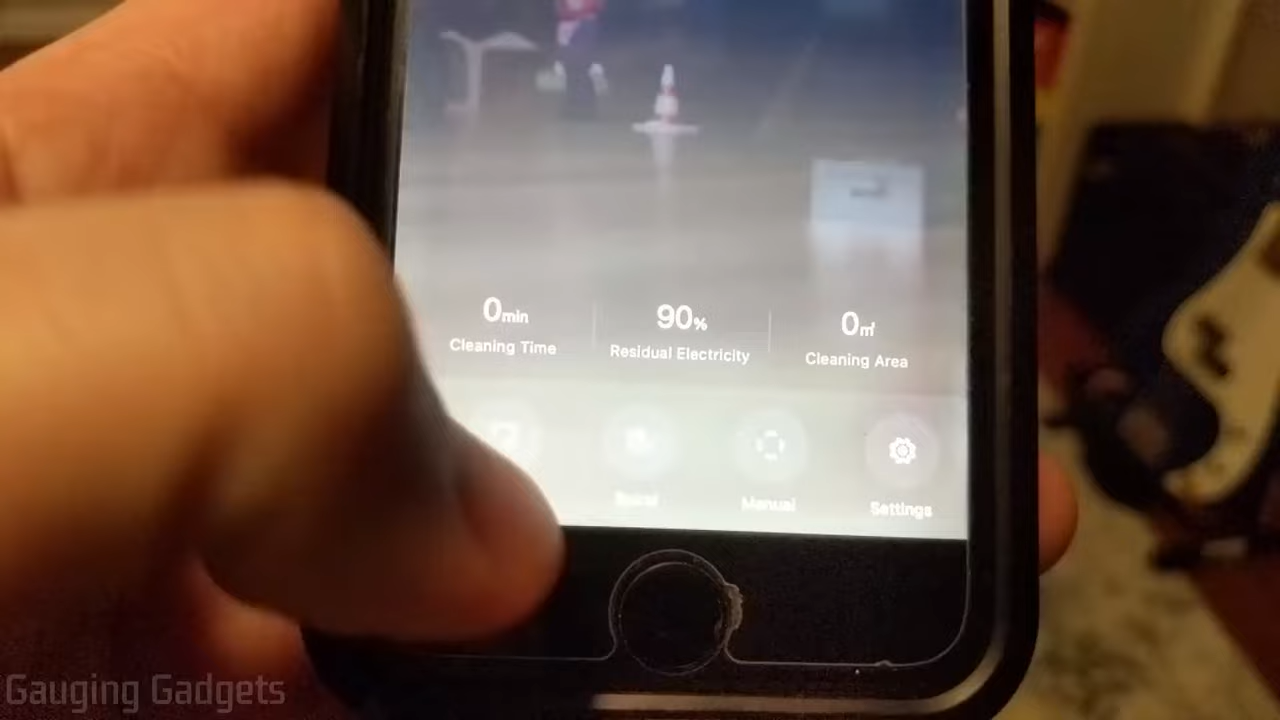 0min
90%
0㎡
Cleaning Time
Residual Electricity
Cleaning Area
Manual
Settings
Gauging Gadgets